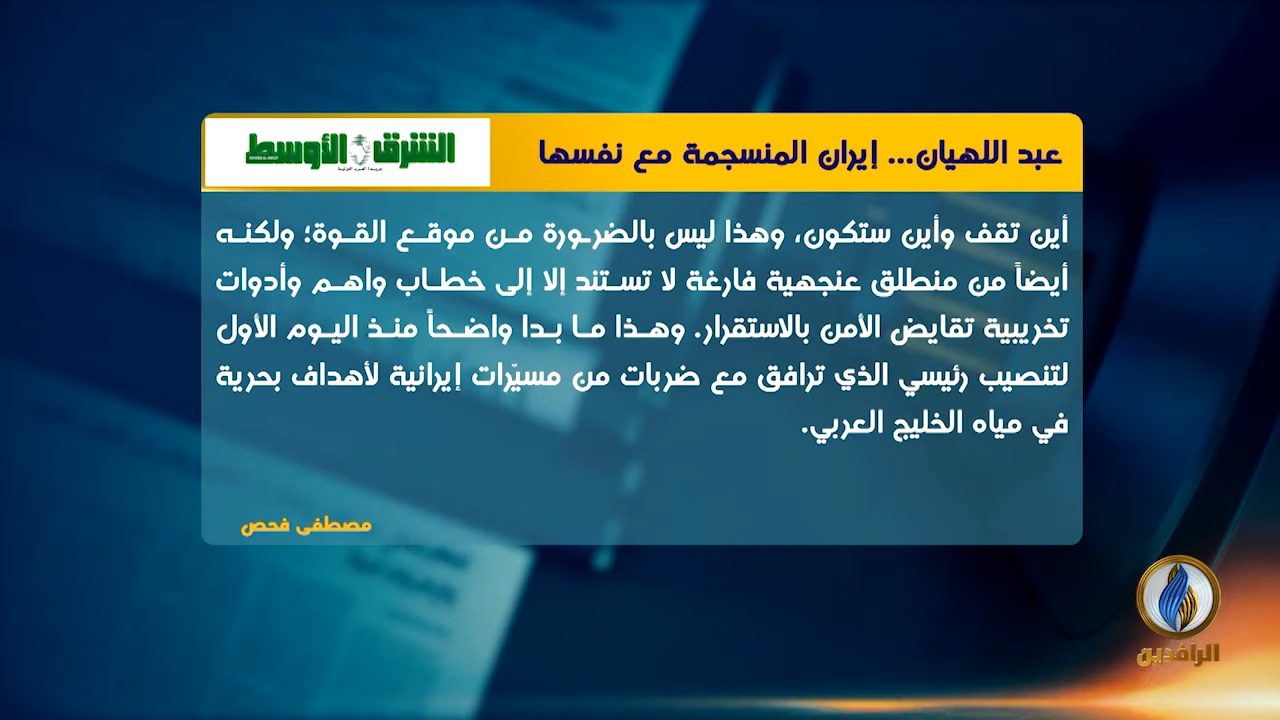 عبد اللهيان... إيران المنسجمة مع نفسها
الشرق الأوسط
جريدة العرب الدولية
أين تقف وأين ستكون، وهذا ليس بالضرورة من موقع القوة؛ ولكنه
أيضاً من منطلق عنجهية فارغة لا تستند إلا إلى خطاب واهم وأدوات
تخريبية تقايض الأمن بالاستقرار. وهذا ما بدا واضحاً منذ اليوم الأول
لتنصيب رئيسي الذي ترافق مع ضربات من مسيّرات إيرانية لأهداف بحرية
في مياه الخليج العربي.
مصطفى فحص
الرافدين